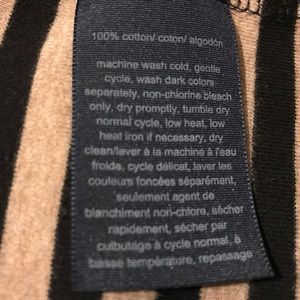 100% cotton/ coton/ algodón
machine wash cold, gentle
cycle, wash dark colors
separately, non-chlorine bleach
only, dry promptly, tumble dry
normal cycle, low heat, low
heat iron if necessary, dry
clean/laver à la machine à l'eau
froide, cycle délicat, laver les
couleurs foncées séparément,
seulement agent de
blanchiment non-chlore, sécher
rapidement, sécher par
culbutage à cycle normal, à
basse température, repassage